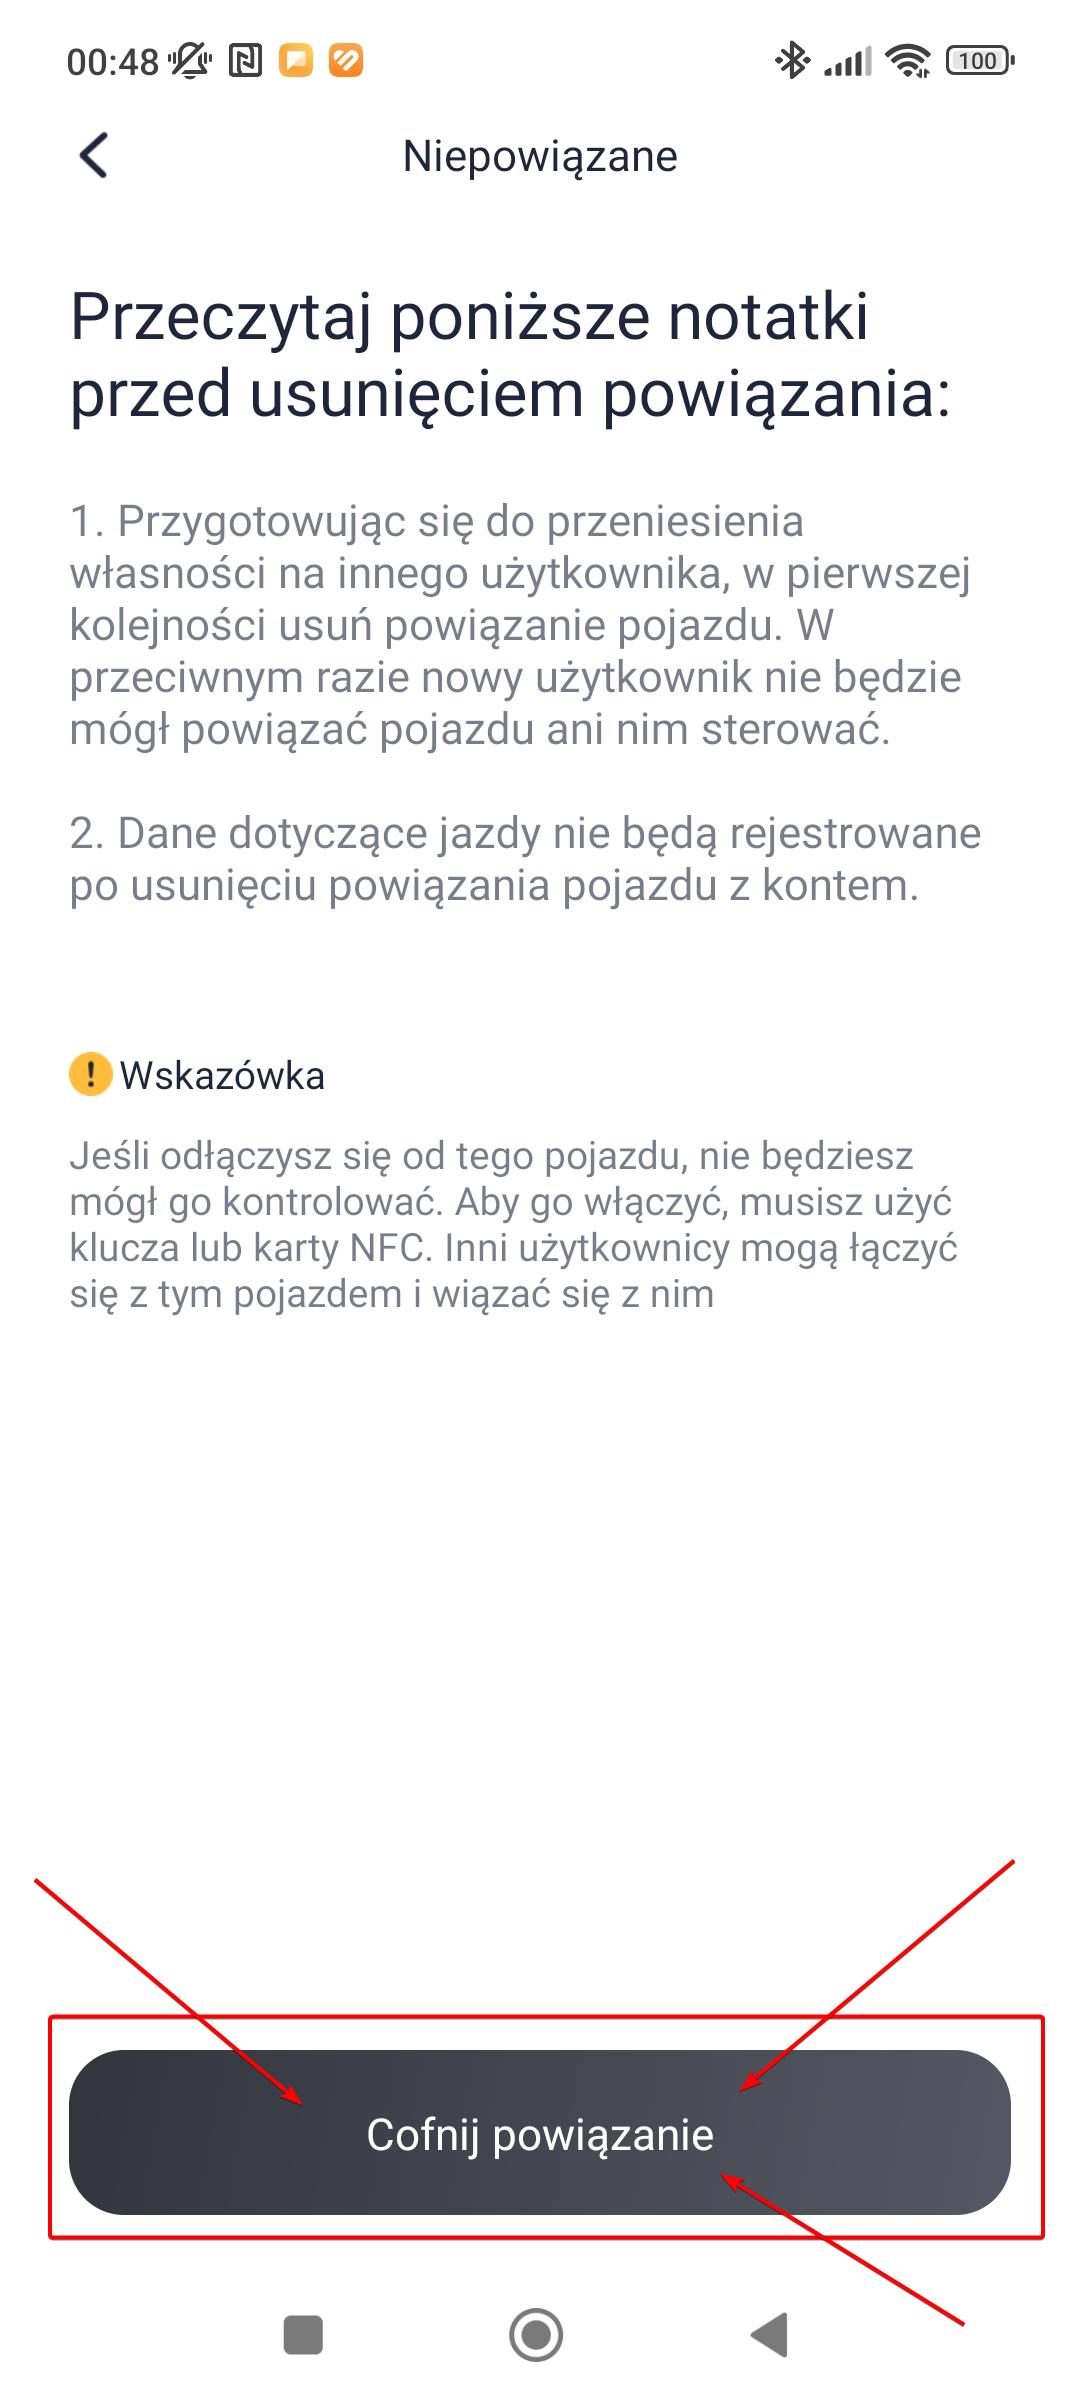 00:48
100
Niepowiązane
Przeczytaj poniższe notatki
przed usunięciem powiązania:
1. Przygotowując się do przeniesienia
własności na innego użytkownika, w pierwszej
kolejności usuń powiązanie pojazdu. W
przeciwnym razie nowy użytkownik nie będzie
mógł powiązać pojazdu ani nim sterować.
2. Dane dotyczące jazdy nie będą rejestrowane
po usunięciu powiązania pojazdu z kontem.
Wskazówka
Jeśli odłączysz się od tego pojazdu, nie będziesz
mógł go kontrolować. Aby go włączyć, musisz użyć
klucza lub karty NFC. Inni użytkownicy mogą łączyć
się z tym pojazdem i wiązać się z nim
Cofnij powiązanie